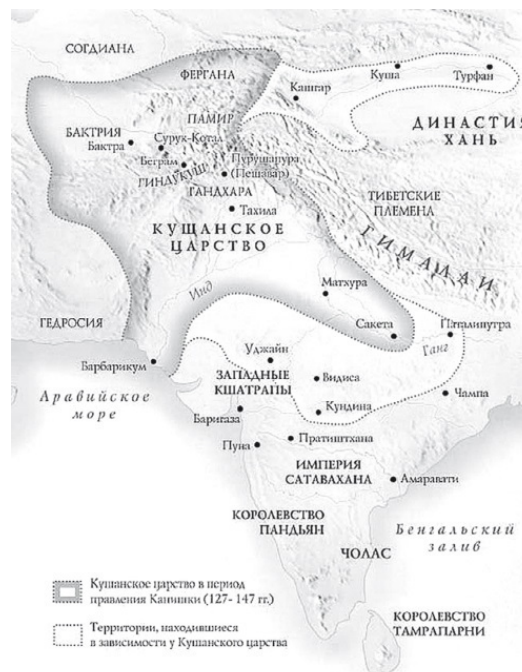 СОГДИАНА
ФЕРГАНА
Куша
Турфан
Кашгар
ПАМИР
ДИНАСТИЯ
ХАНЬ
БАКТРИЯ
Бактра
Сурук-Котал
Беграм
ГИНДУКУШ
Пурушапура
(Пешавар)
ГАНДХАРА
Тахила
ТИБЕТСКИЕ
ПЛЕМЕНА
КУШАНСКОЕ
ЦАРСТВО
ГИМАЛАИ
Инд
Матхура
ГЕДРОСИЯ
Сакета
Паталипутра
Ганг
Барбарикум
Уджайн
ЗАПАДНЫЕ
КШАТРАПЫ
Видиса
Чампа
Аравийское
море
Баригаза
Кундина
Пуна
Пратиштхана
ИМПЕРИЯ
САТАВАХАНА
Амаравати
КОРОЛЕВСТВО
ПАНДЬЯН
Бенгальский
залив
ЧОЛАС
Кушанское царство в период
правления Канишки (127- 147 гг.)
КОРОЛЕВСТВО
ТАМРАПАРНИ
Территории, находившиеся
в зависимости у Кушанского царства